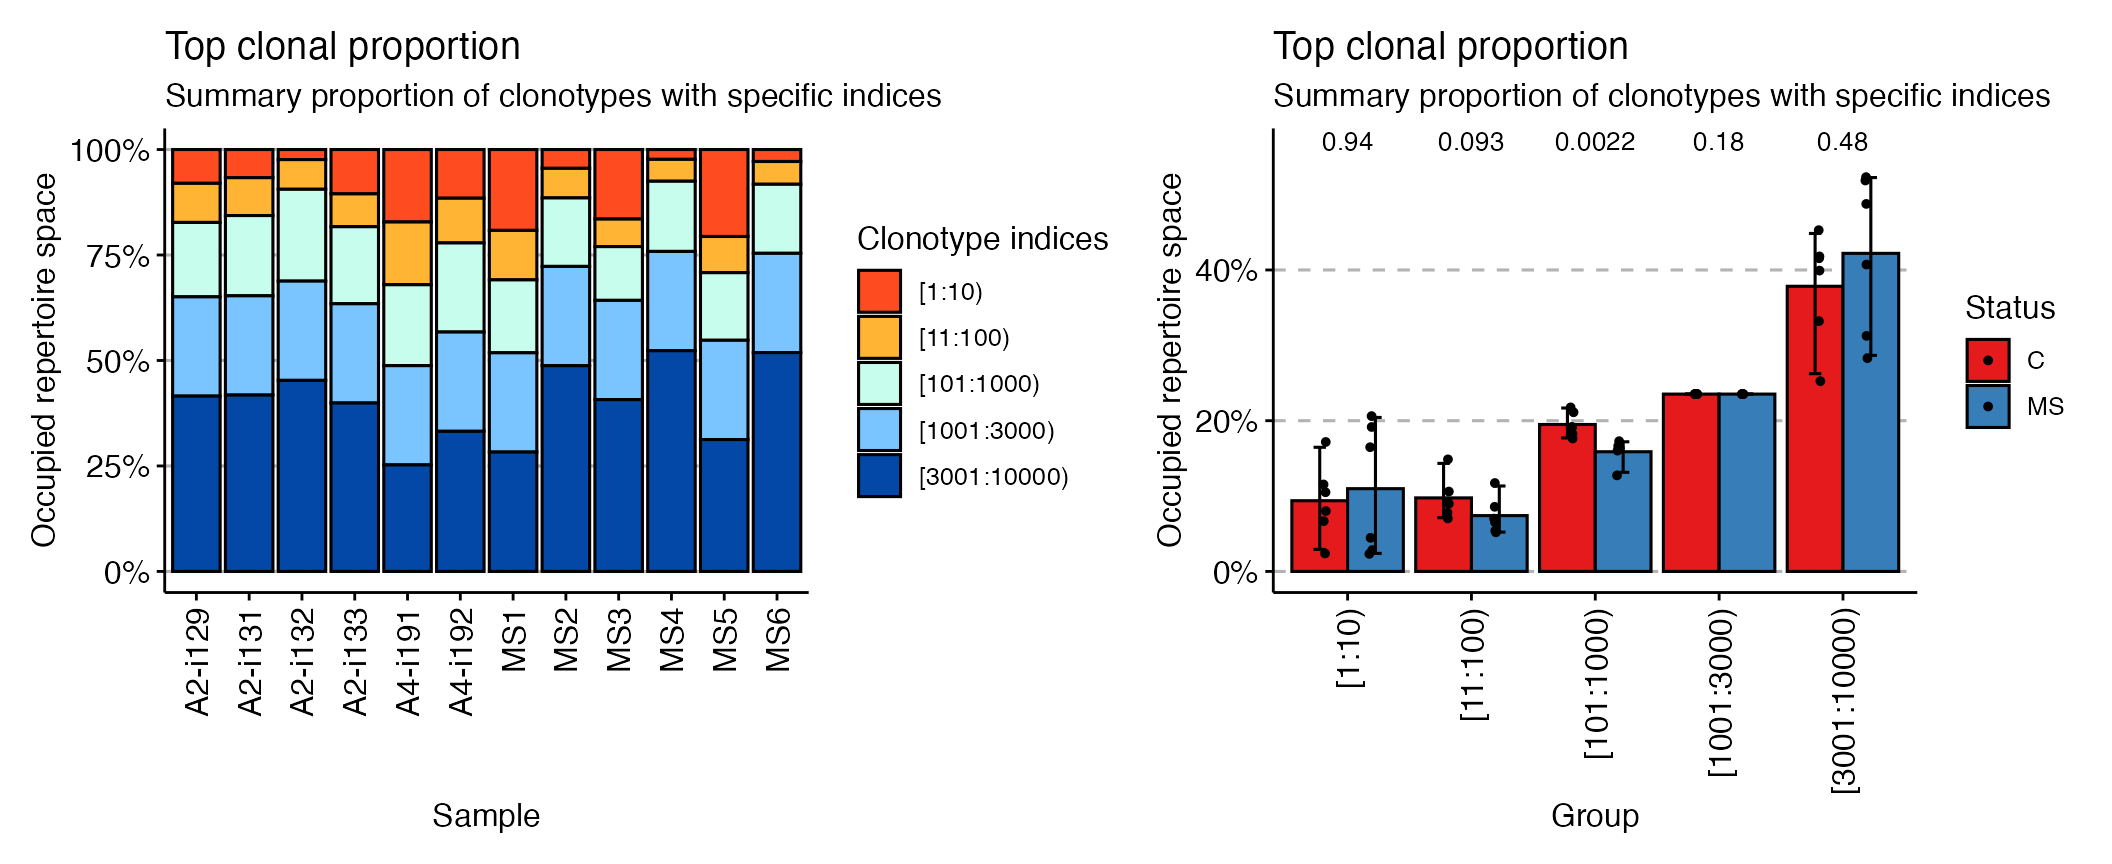 Top clonal proportion
Summary proportion of clonotypes with specific indices
Occupied repertoire space
100%
75%
50%
25%
0%
A2-i129
A2-i131
A2-i132
A2-i133
A4-i191
A4-i192
MS1
MS2
MS3
MS4
MS5
MS6
Sample
Clonotype indices
[1:10)
[11:100)
[101:1000)
[1001:3000)
[3001:10000)
Top clonal proportion
Summary proportion of clonotypes with specific indices
0.94 0.093 0.0022 0.18 0.48
Occupied repertoire space
40%
20%
0%
[1:10)
[11:100)
[101:1000)
[1001:3000)
[3001:10000)
Group
Status
C
MS